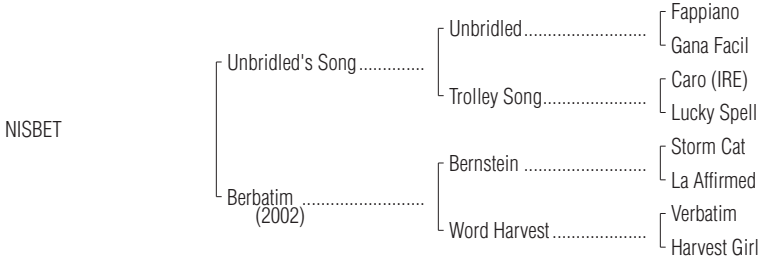 Fappiano
Unbridled..........................
Gana Facil
Unbridled's Song..............
Caro (IRE)
Trolley Song......................
Lucky Spell
NISBET
Storm Cat
Bernstein ..........................
La Affirmed
Berbatim ..........................
(2002)
Verbatim
Word Harvest....................
Harvest Girl